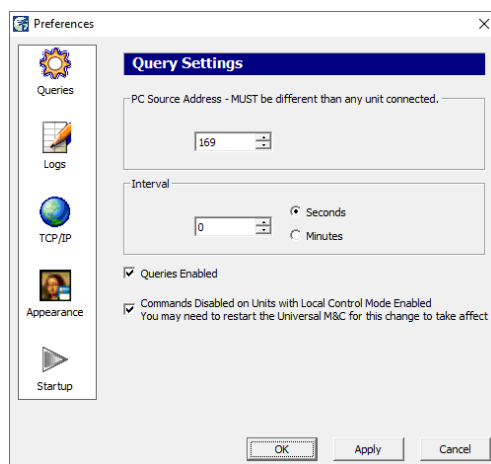 Preferences
Query Settings
Queries
PC Source Address - MUST be different than any unit connected.
169
Logs
Interval
0
Seconds
Minutes
TCP/IP
Queries Enabled
Commands Disabled on Units with Local Control Mode Enabled
You may need to restart the Universal M&C for this change to take affect
Appearance
Startup
OK
Apply
Cancel